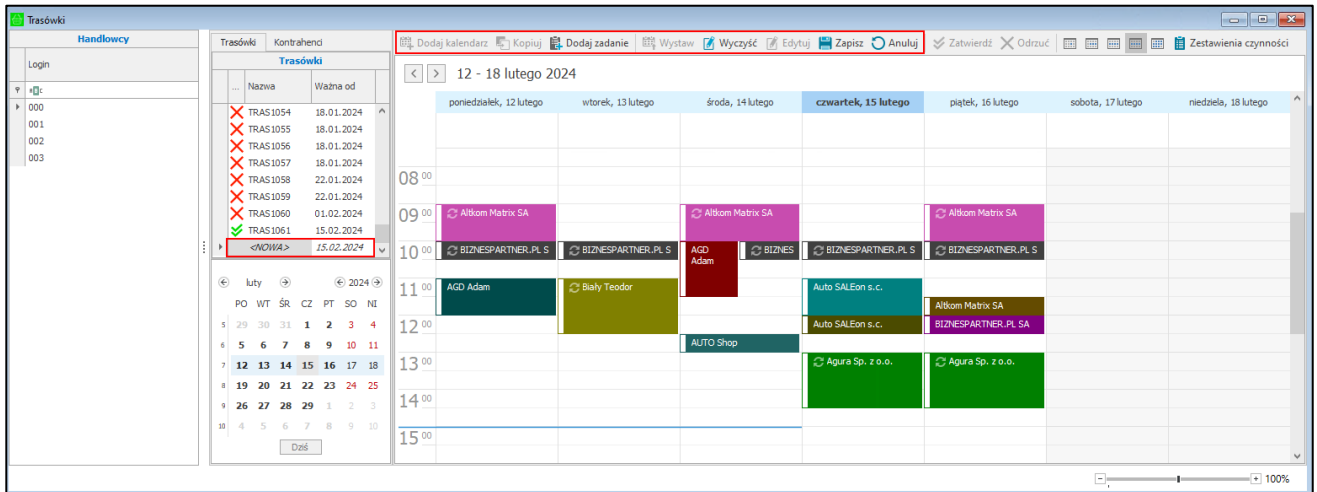 Trasówki
Handlowcy
Login
000
001
002
003
Trasówki Kontrahenci
Trasówki
... Nazwa Ważna od
TRAS1054 18.01.2024
TRAS1055 18.01.2024
TRAS1056 18.01.2024
TRAS1057 18.01.2024
TRAS1058 22.01.2024
TRAS1059 22.01.2024
TRAS1060 01.02.2024
TRAS1061 15.02.2024
<NOWA> 15.02.2024
luty 2024
PO WT ŚR CZ PT SO NI
5 29 30 31 1 2 3 4
6 5 6 7 8 9 10 11
7 12 13 14 15 16 17 18
8 19 20 21 22 23 24 25
9 26 27 28 29 1 2 3
10 4 5 6 7 8 9 10
Dziś
Dodaj kalendarz Kopiuj Dodaj zadanie Wystaw Wyczyść Edytuj Zapisz Anuluj Zatwierdź Odrzuć Zestawienia czynności
12 - 18 lutego 2024
poniedziałek, 12 lutego wtorek, 13 lutego środa, 14 lutego czwartek, 15 lutego piątek, 16 lutego sobota, 17 lutego niedziela, 18 lutego
08 00
09 00 Altkom Matrix SA Altkom Matrix SA Altkom Matrix SA
10 00 BIZNESPARTNER.PL S BIZNESPARTNER.PL S AGD BIZNES BIZNESPARTNER.PL S BIZNESPARTNER.PL S
Adam
11 00 AGD Adam Biały Teodor Auto SALEon s.c.
Altkom Matrix SA
12 00 Auto SALEon s.c. BIZNESPARTNER.PL SA
AUTO Shop
13 00 Agura Sp. z o.o. Agura Sp. z o.o.
14 00
15 00
100%